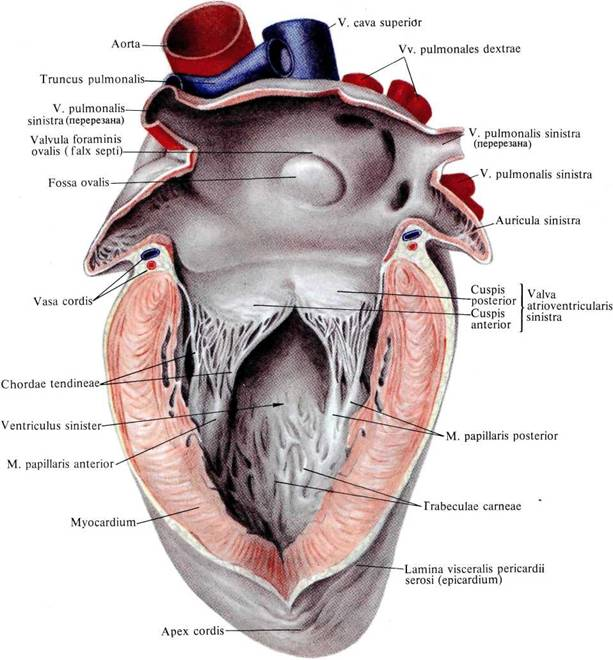 V. cava superior
Aorta
Vv. pulmonales dextrae
Truncus pulmonalis
V. pulmonalis
sinistra (перерезана)
V. pulmonalis sinistra
(перерезана)
Valvula foraminis
ovalis (falx septi)
Fossa ovalis
V. pulmonalis sinistra
Auricula sinistra
Vasa cordis
Cuspis
posterior
Cuspis
anterior
Valva
atrioventricularis
sinistra
Chordae tendineae
Ventriculus sinister
M. papillaris posterior
M. papillaris anterior
Trabeculae carneae
Myocardium
Lamina visceralis pericardii
serosi (epicardium)
Apex cordis